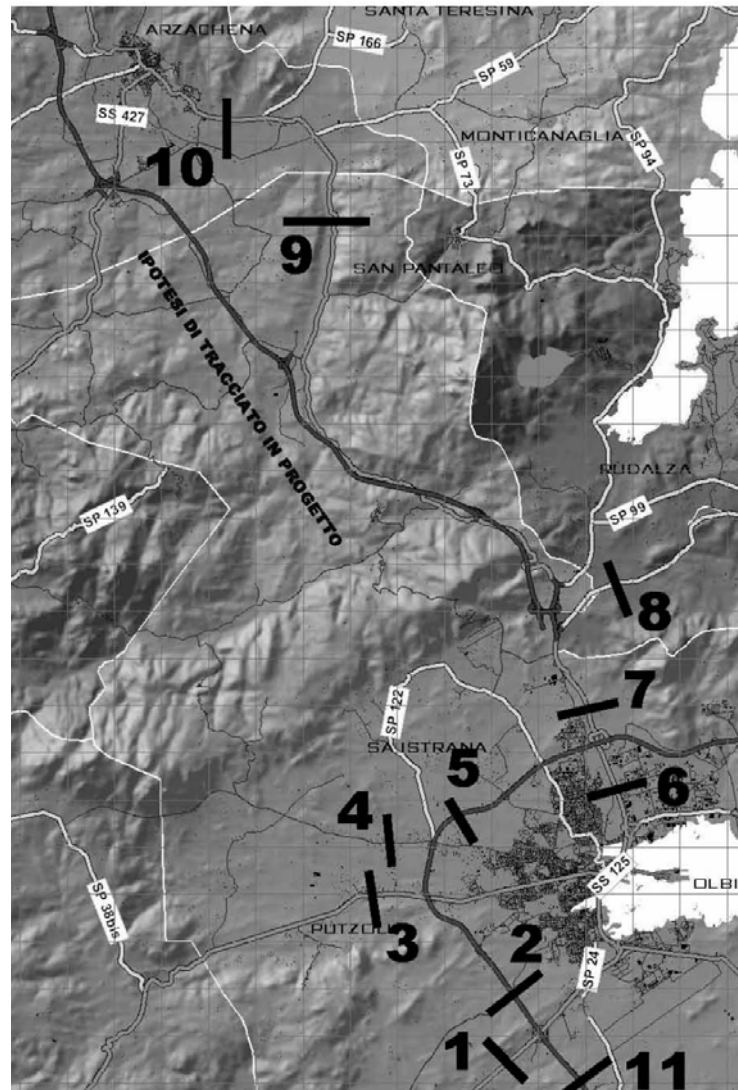 SANTA TERESINA
ARZACHENA
SP 166
SP 59
SS 427
MONTICANAGLIA
SP 94
10
SP 73
9
SAN PANTALEO
IPOTESI DI TRACCIATO IN PROGETTO
RUDALZA
SP 139
SP 99
8
7
SP 122
SA ISTRANA
5
6
4
SS 125
OLBI
SP 38bis
PUTZOLU
3
2
SP 24
1
11